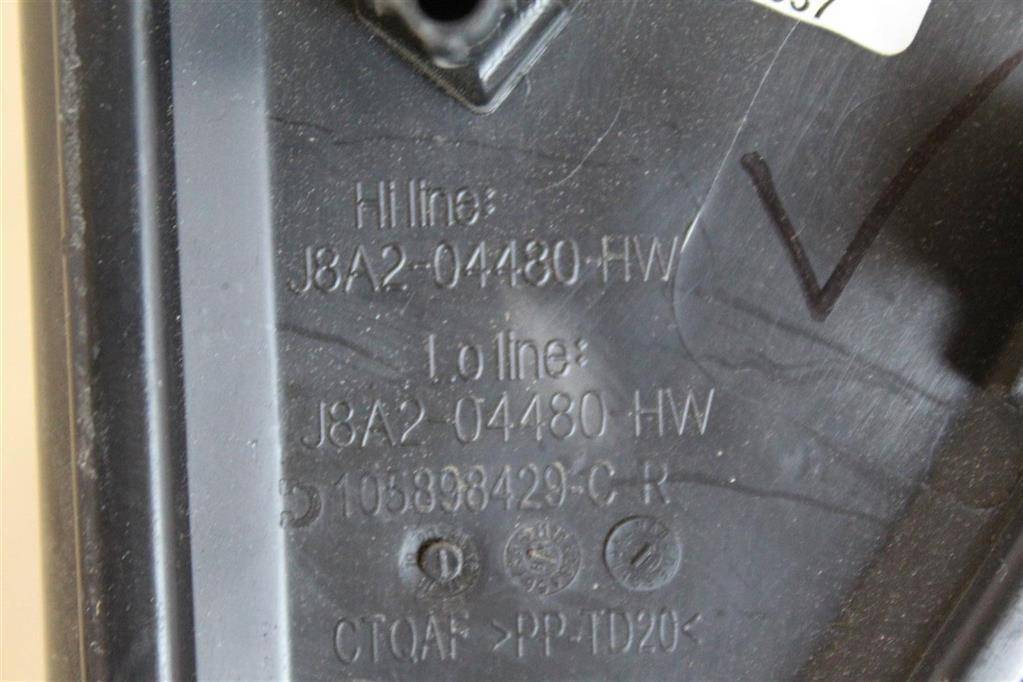 Hi line:
J8A2-04480-HW
Lo line:
J8A2-04480-HW
105898429-C R
CTQAF >PP-TD20<